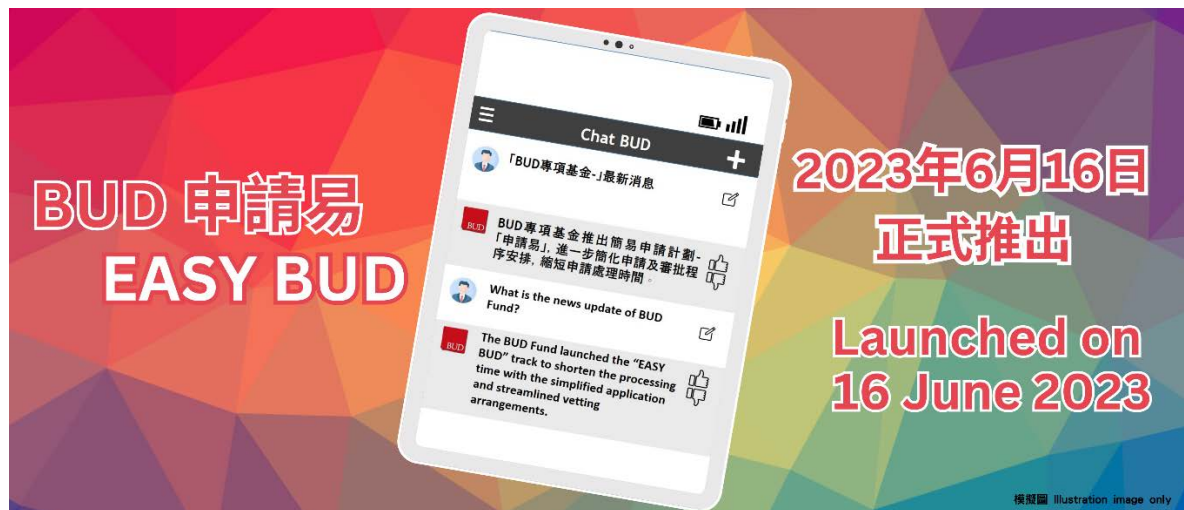 BUD 申請易
EASY BUD
Chat BUD
「BUD專項基金-」最新消息
BUD
BUD專項基金推出簡易申請計劃-
「申請易」, 進一步簡化申請及審批程
序安排, 縮短申請處理時間。
What is the news update of BUD
Fund?
BUD
The BUD Fund launched the “EASY
BUD” track to shorten the processing
time with the simplified application
and streamlined vetting
arrangements.
2023年6月16日
正式推出
Launched on
16 June 2023
模擬圖 Illustration image only